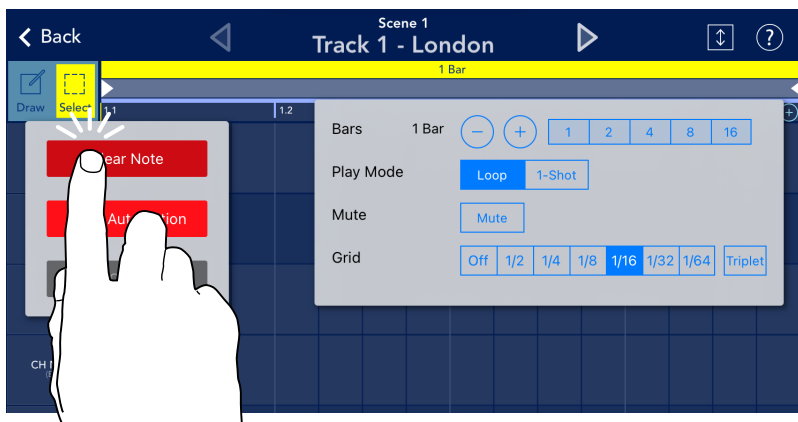 Scene 1
Back
Track 1 - London
?
1 Bar
Draw
Select
1.1
1.2
Bars 1 Bar − + 1 2 4 8 16
ear Note
Play Mode Loop 1-Shot
Mute Mute
Grid Off 1/2 1/4 1/8 1/16 1/32 1/64 Triplet
CH